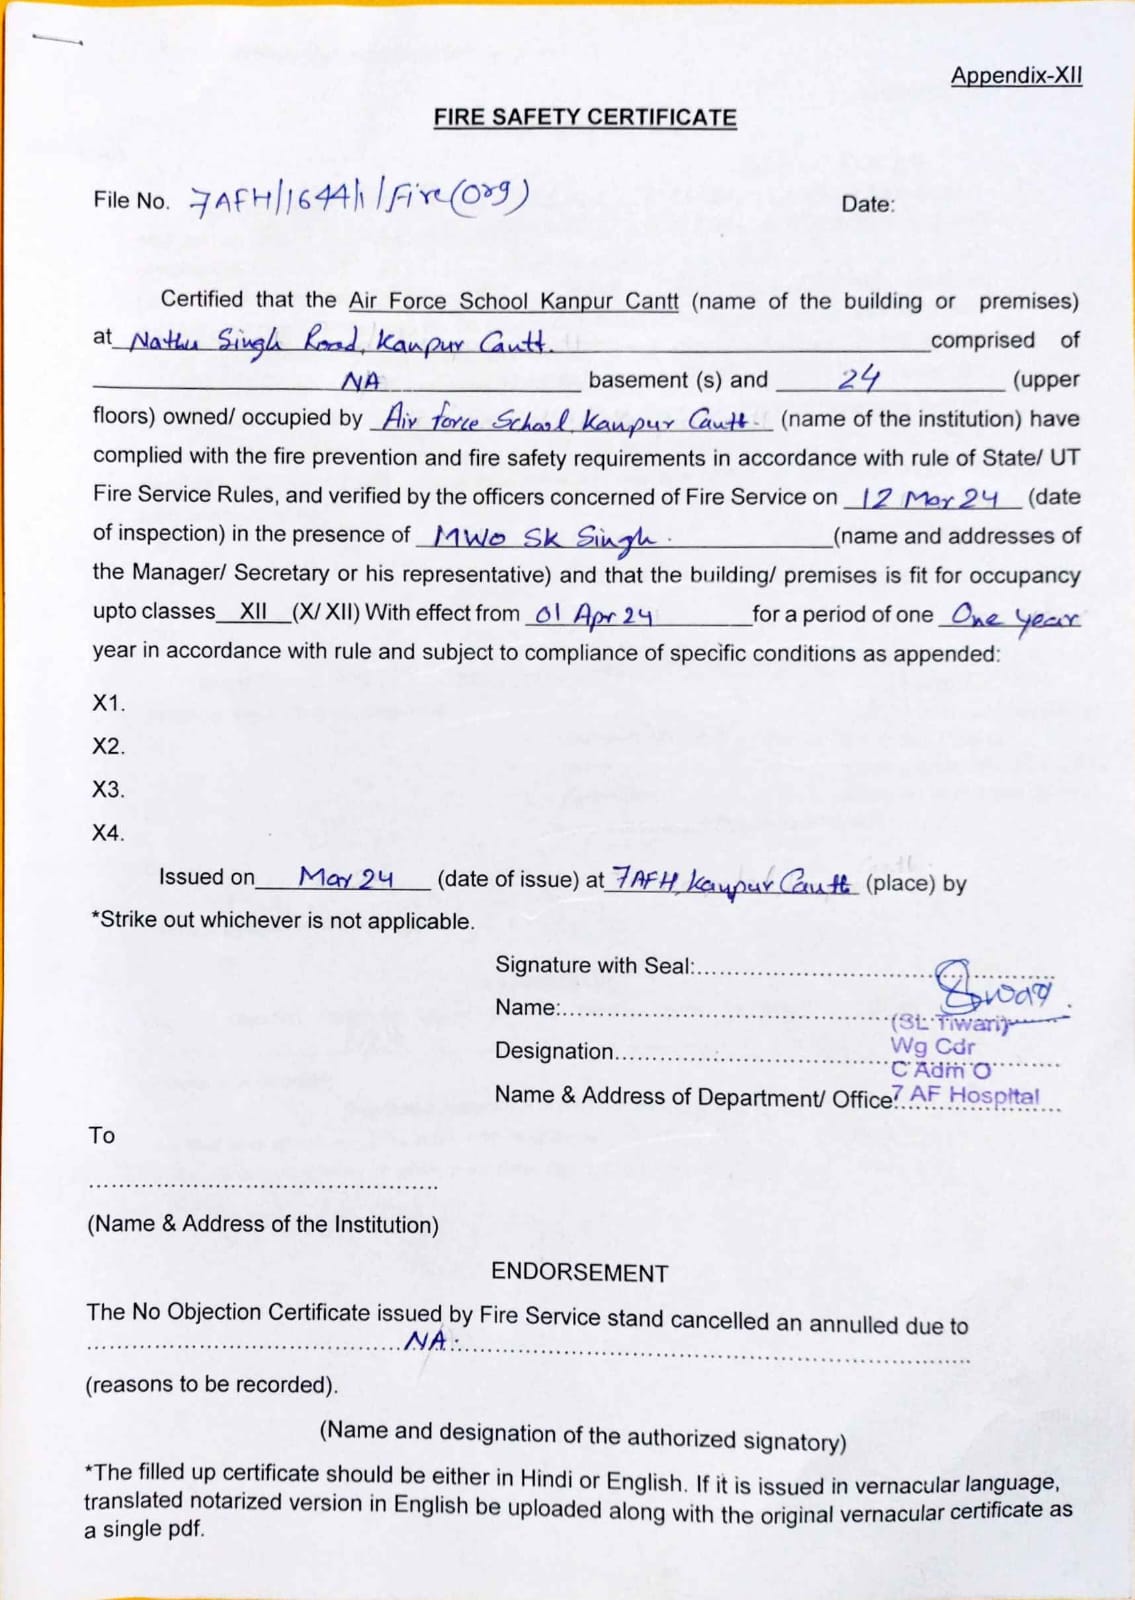 Appendix-XII
FIRE SAFETY CERTIFICATE
File No. 7AFH/1644/1/Fire(Org)
Date:
Certified that the Air Force School Kanpur Cantt (name of the building or premises)
at Nathu Singh Road, Kanpur Cantt. comprised of
NA basement (s) and 24 (upper
floors) owned/ occupied by Air force School, Kanpur Cantt. (name of the institution) have
complied with the fire prevention and fire safety requirements in accordance with rule of State/ UT
Fire Service Rules, and verified by the officers concerned of Fire Service on 12 Mar 24 (date
of inspection) in the presence of MWO SK Singh. (name and addresses of
the Manager/ Secretary or his representative) and that the building/ premises is fit for occupancy
upto classes XII (X/ XII) With effect from 01 Apr 24 for a period of one One year
year in accordance with rule and subject to compliance of specific conditions as appended:
X1.
X2.
X3.
X4.
Issued on Mar 24 (date of issue) at 7AFH, Kanpur Cantt (place) by
*Strike out whichever is not applicable.
Signature with Seal:
Name:
(SL Tiwari)
Wg Cdr
Designation
C Adm O
Name & Address of Department/ Office: 7 AF Hospital
To
(Name & Address of the Institution)
ENDORSEMENT
The No Objection Certificate issued by Fire Service stand cancelled an annulled due to
NA.
(reasons to be recorded).
(Name and designation of the authorized signatory)
*The filled up certificate should be either in Hindi or English. If it is issued in vernacular language,
translated notarized version in English be uploaded along with the original vernacular certificate as
a single pdf.